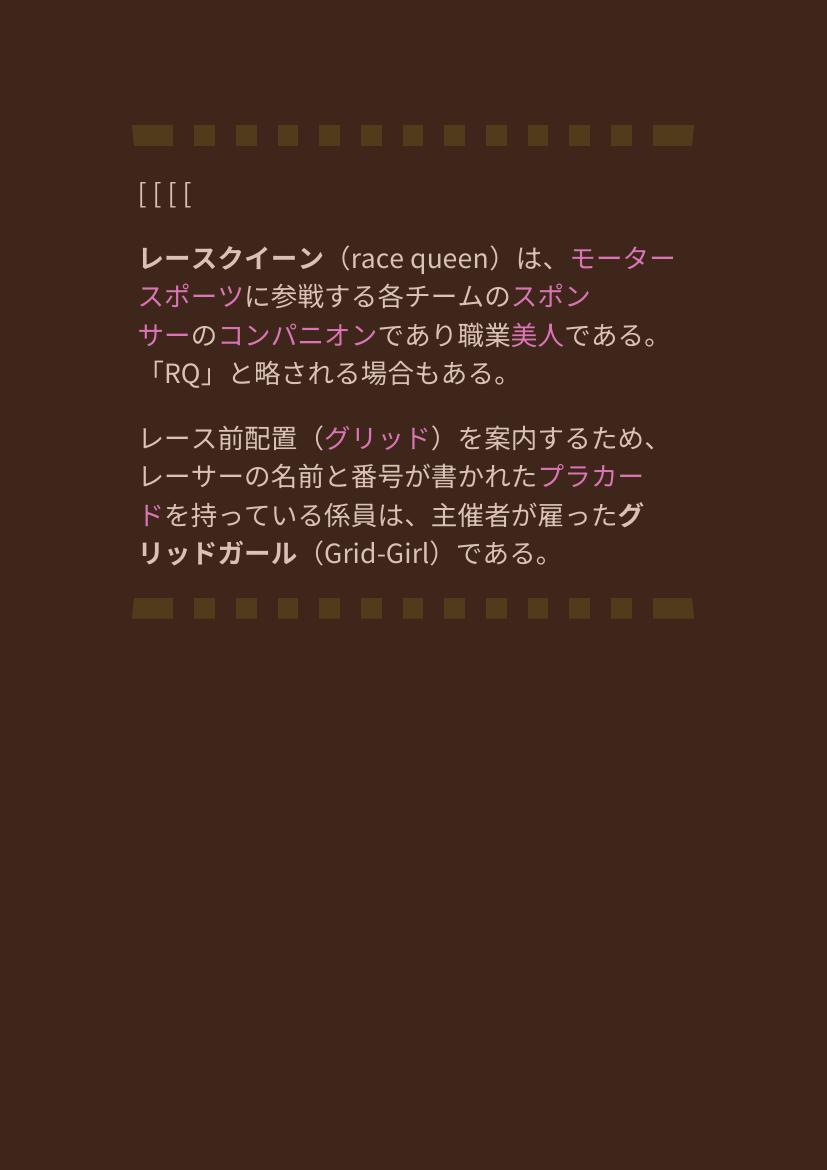 [ [ [ [
レースクイーン（race queen）は、モーター
スポーツに参戦する各チームのスポン
サーのコンパニオンであり職業美人である。
「RQ」と略される場合もある。
レース前配置（グリッド）を案内するため、
レーサーの名前と番号が書かれたプラカー
ドを持っている係員は、主催者が雇ったグ
リッドガール（Grid-Girl）である。